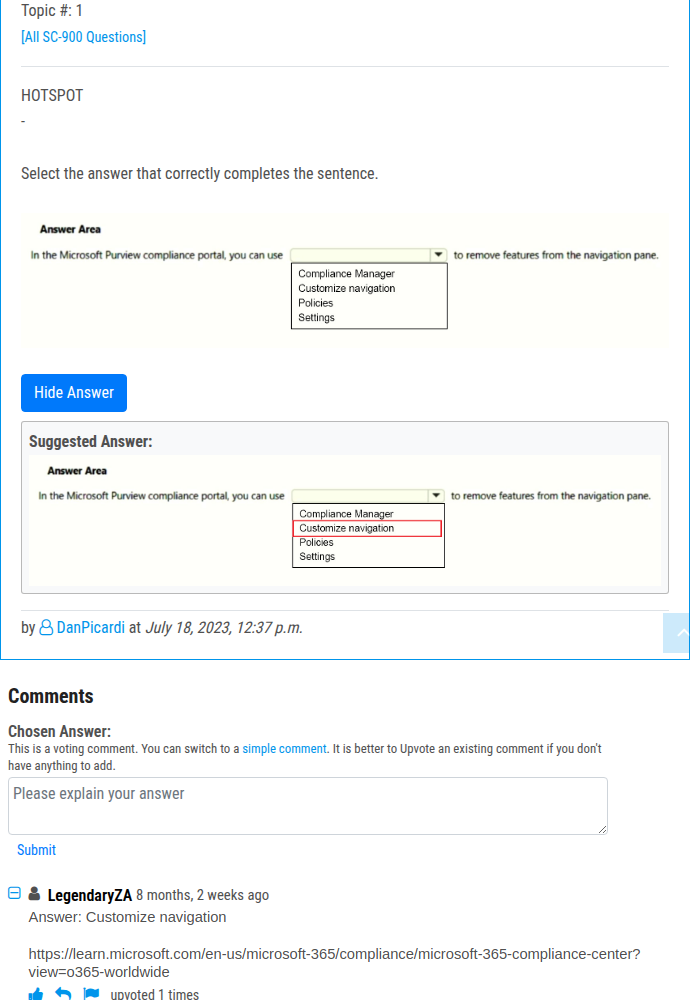 Topic #: 1
[All SC-900 Questions]
HOTSPOT
-
Select the answer that correctly completes the sentence.
Answer Area
In the Microsoft Purview compliance portal, you can use to remove features from the navigation pane.
Compliance Manager
Customize navigation
Policies
Settings
Hide Answer
Suggested Answer:
Answer Area
In the Microsoft Purview compliance portal, you can use to remove features from the navigation pane.
Compliance Manager
Customize navigation
Policies
Settings
by DanPicardi at July 18, 2023, 12:37 p.m.
Comments
Chosen Answer:
This is a voting comment. You can switch to a simple comment. It is better to Upvote an existing comment if you don't
have anything to add.
Please explain your answer
Submit
LegendaryZA 8 months, 2 weeks ago
Answer: Customize navigation
https://learn.microsoft.com/en-us/microsoft-365/compliance/microsoft-365-compliance-center?
view=o365-worldwide
upvoted 1 times